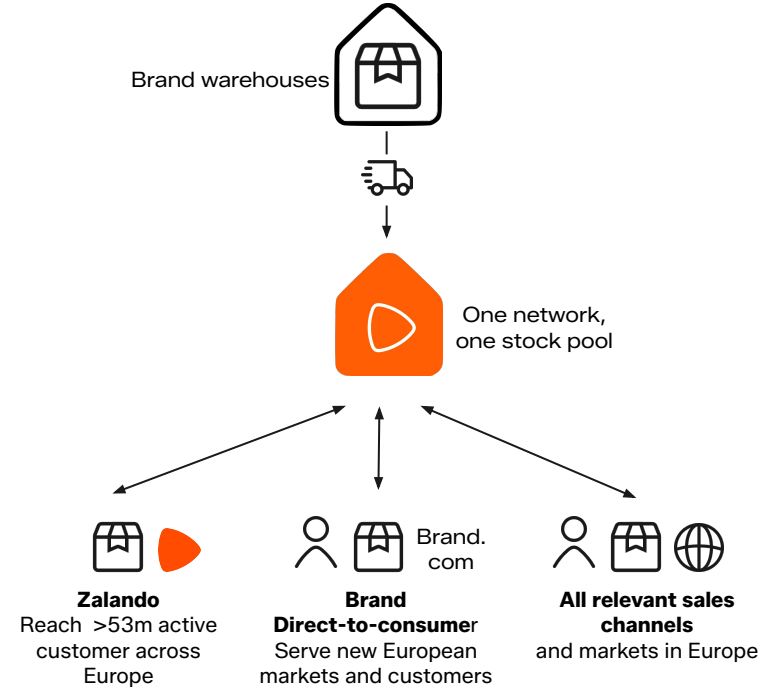 Brand warehouses
One network,
one stock pool
Brand.
com
Zalando
Reach  >53m active
customer across
Europe
Brand
Direct-to-consumer
Serve new European
markets and customers
All relevant sales
channels
and markets in Europe